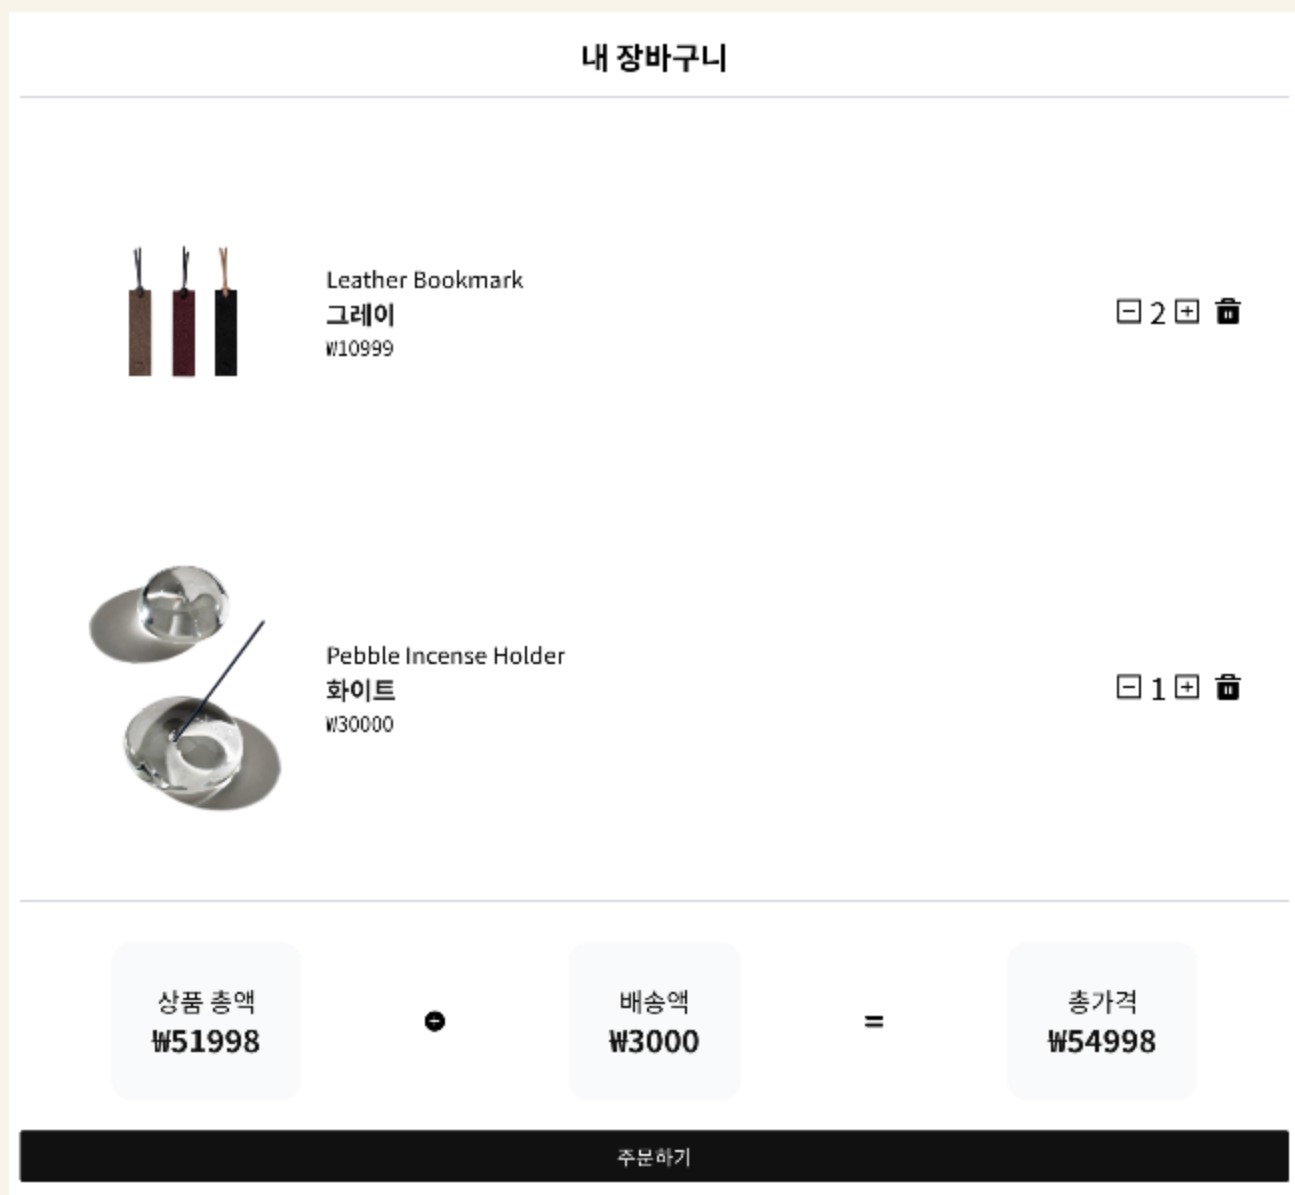 내 장바구니
Leather Bookmark
그레이
₩10999
2
Pebble Incense Holder
화이트
₩30000
1
상품 총액
₩51998
배송액
₩3000
=
총가격
₩54998
주문하기